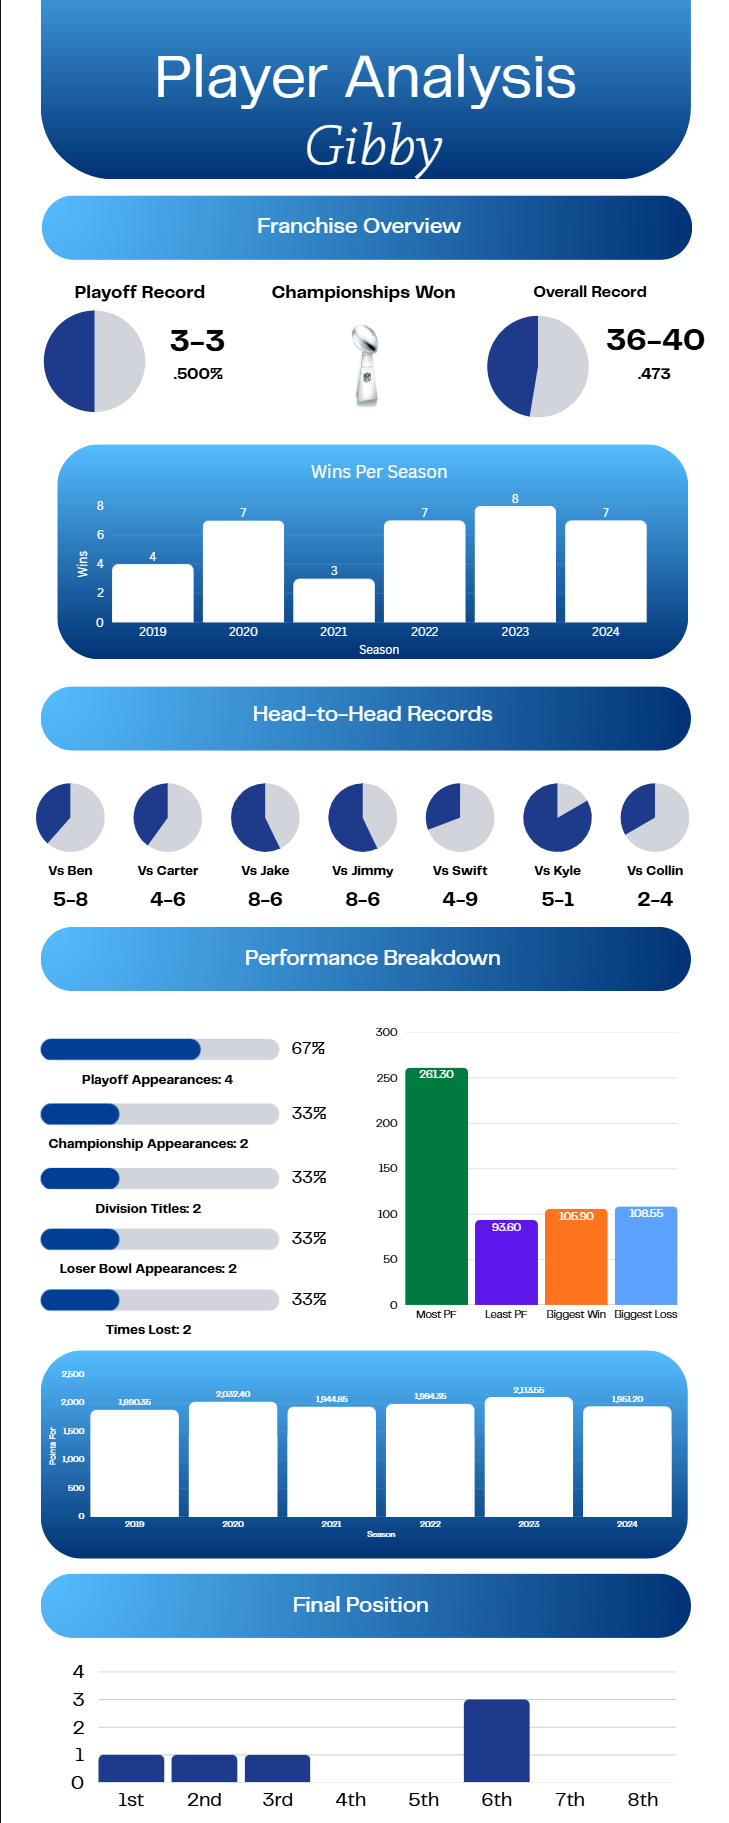 Player Analysis
Gibby
Franchise Overview
Playoff Record
Championships Won
Overall Record
3-3
.500%
NFL
36-40
.473
Wins Per Season
Wins
8
6
4
2
0
4
7
3
7
8
7
2019
2020
2021
2022
2023
2024
Season
Head-to-Head Records
Vs Ben
Vs Carter
Vs Jake
Vs Jimmy
Vs Swift
Vs Kyle
Vs Collin
5-8
4-6
8-6
8-6
4-9
5-1
2-4
Performance Breakdown
67%
Playoff Appearances: 4
33%
Championship Appearances: 2
33%
Division Titles: 2
33%
Loser Bowl Appearances: 2
33%
Times Lost: 2
300
250
200
150
100
50
0
261.30
93.60
105.90
108.55
Most PF
Least PF
Biggest Win
Biggest Loss
Points For
2,500
2,000
1,500
1,000
500
0
1,890.35
2,032.40
1,944.85
1,994.35
2,113.55
1,951.20
2019
2020
2021
2022
2023
2024
Season
Final Position
4
3
2
1
0
1st
2nd
3rd
4th
5th
6th
7th
8th